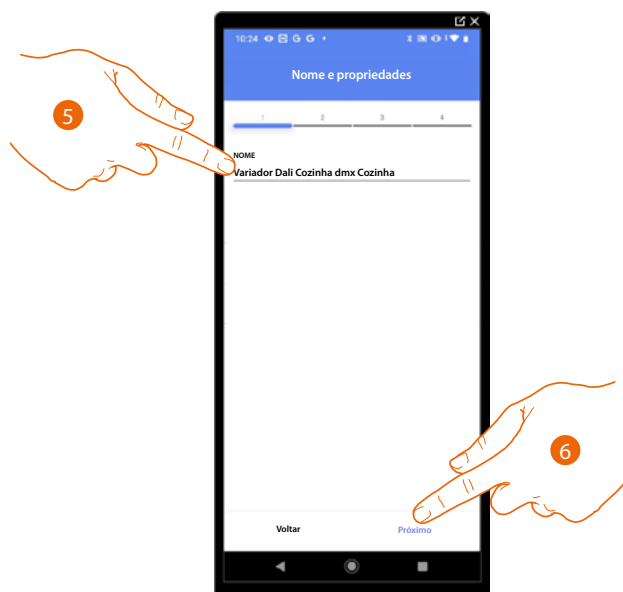 10:24 G G
Nome e propriedades
1 2 3 4
5
NOME
Variador Dali Cozinha dmx Cozinha
6
Voltar Próximo